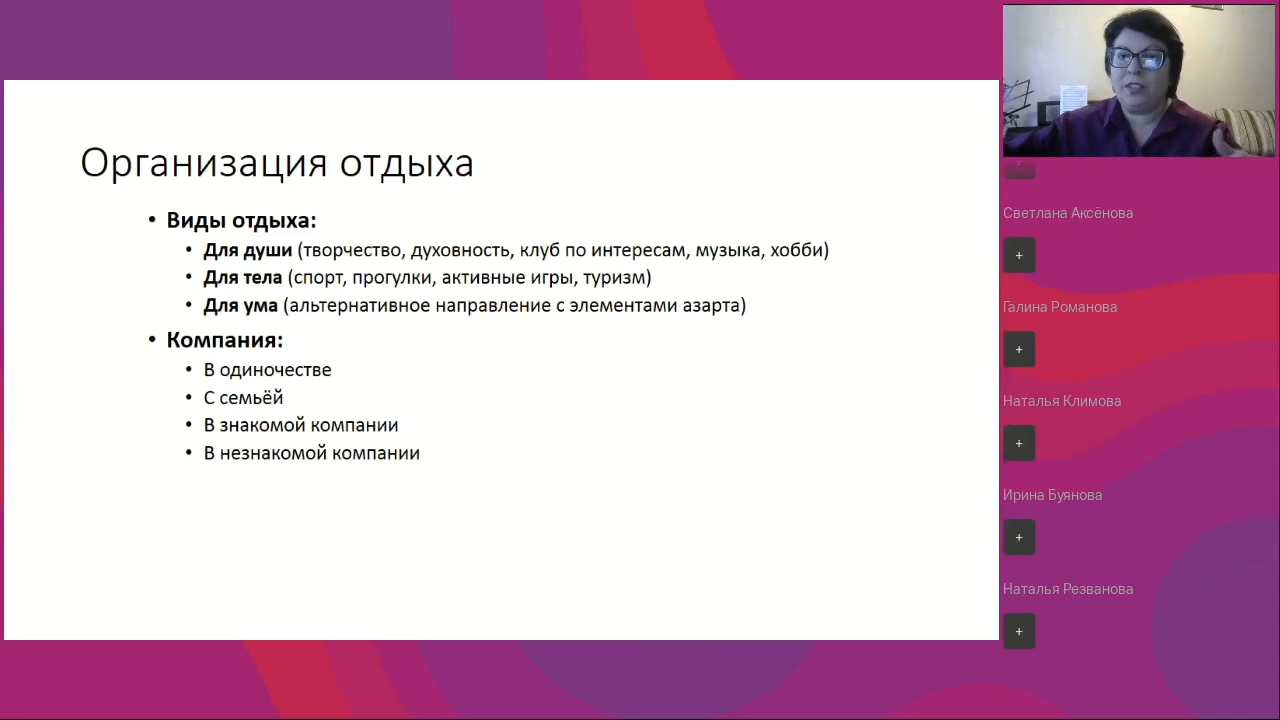 Организация отдыха
• Виды отдыха:
• Для души (творчество, духовность, клуб по интересам, музыка, хобби)
• Для тела (спорт, прогулки, активные игры, туризм)
• Для ума (альтернативное направление с элементами азарта)
• Компания:
• В одиночестве
• С семьёй
• В знакомой компании
• В незнакомой компании
Светлана Аксёнова
+
Галина Романова
+
Наталья Климова
+
Ирина Буянова
+
Наталья Резванова
+